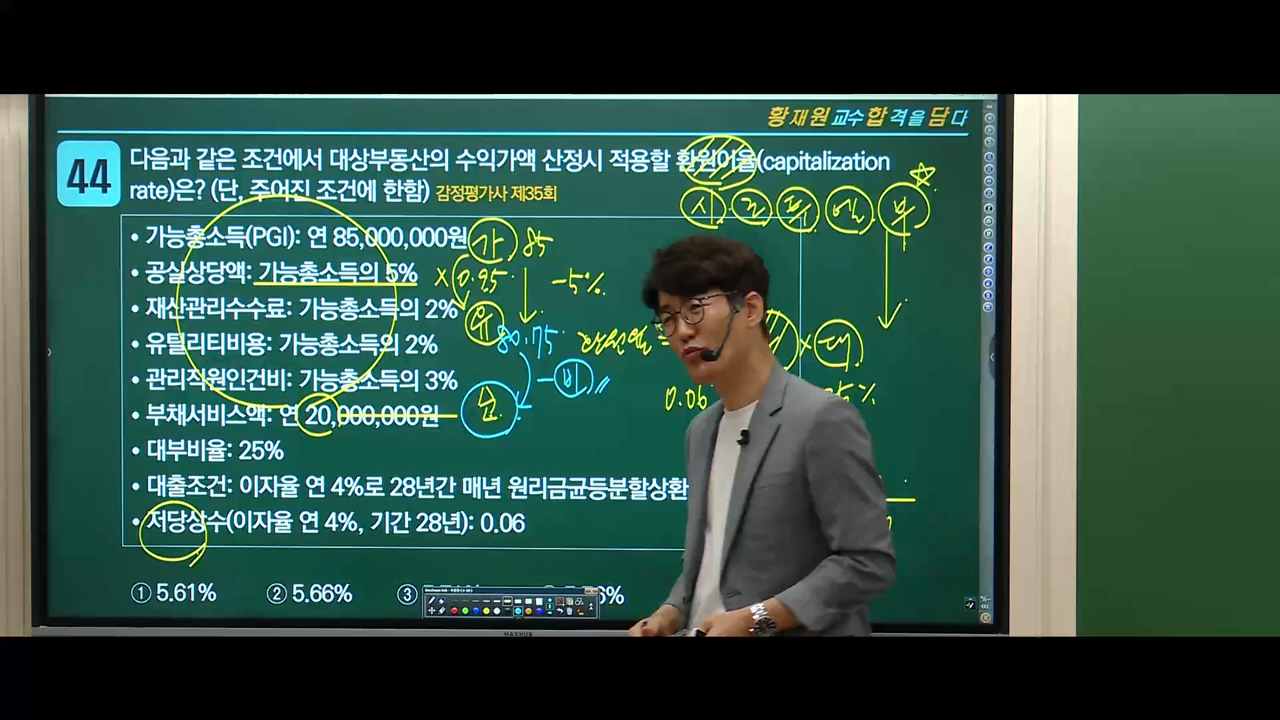 황재원 교수 합격을 담다
44
다음과 같은 조건에서 대상부동산의 수익가액 산정시 적용할 환원이율(capitalization
rate)은? (단, 주어진 조건에 한함) 감정평가사 제35회
시 조 투 엘 부
• 가능총소득(PGI): 연 85,000,000원 가 85
• 공실상당액: 가능총소득의 5% ×0.95 -5%
• 재산관리수수료: 가능총소득의 2% 유
80.75
• 유틸리티비용: 가능총소득의 2% 환원율 = × 대
• 관리직원인건비: 가능총소득의 3% - 비
0.06
• 부채서비스액: 연 20,000,000원 순
• 대부비율: 25%
• 대출조건: 이자율 연 4%로 28년간 매년 원리금균등분할상환
• 저당상수(이자율 연 4%, 기간 28년): 0.06
① 5.61% ② 5.66% ③
MAXHUB